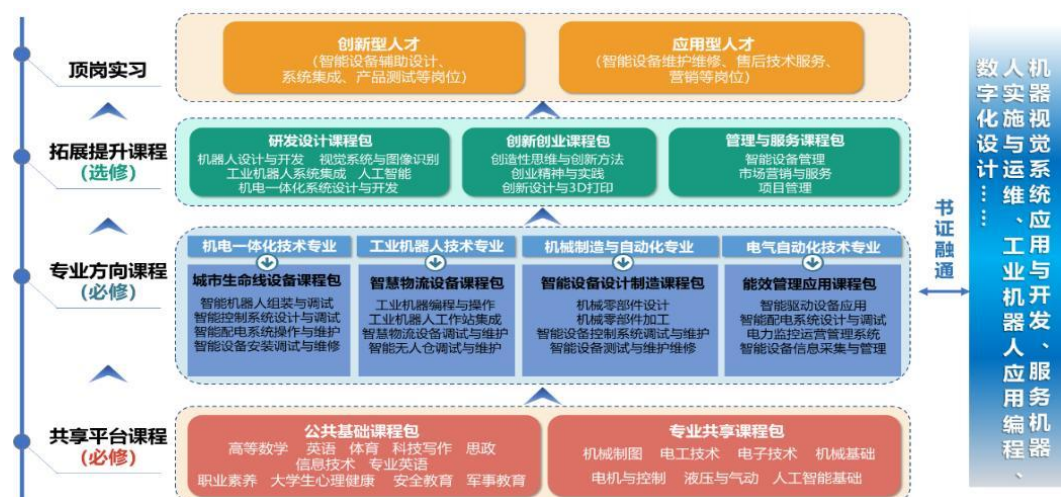 顶岗实习
创新型人才
(智能设备辅助设计、
系统集成、产品测试等岗位)
应用型人才
(智能设备维护维修、售后技术服务、
营销等岗位)
拓展提升课程
(选修)
研发设计课程包
机器人设计与开发 视觉系统与图像识别
工业机器人系统集成 人工智能
机电一体化系统设计与开发
创新创业课程包
创造性思维与创新方法
创业精神与实践
创新设计与3D打印
管理与服务课程包
智能设备管理
市场营销与服务
项目管理
专业方向课程
(必修)
机电一体化技术专业
城市生命线设备课程包
智能机器人组装与调试
智能控制系统设计与调试
智能配电系统操作与维护
智能设备安装调试与维修
工业机器人技术专业
智慧物流设备课程包
工业机器编程与操作
工业机器人工作站集成
智慧物流设备调试与维护
智能无人仓调试与维护
机械制造与自动化专业
智能设备设计制造课程包
机械零部件设计
机械零部件加工
智能设备控制系统调试与维护
智能设备测试与维护维修
电气自动化技术专业
能效管理应用课程包
智能驱动设备应用
智能配电系统设计与调试
电力监控运营管理系统
智能设备信息采集与管理
共享平台课程
(必修)
公共基础课程包
高等数学 英语 体育 科技写作 思政
信息技术 专业英语
职业素养 大学生心理健康 安全教育 军事教育
专业共享课程包
机械制图 电工技术 电子技术 机械基础
电机与控制 液压与气动 人工智能基础
书证融通
机器视觉系统应用与开发、服务机器
人实施与运维、工业机器人应用编程、
数字化设计……